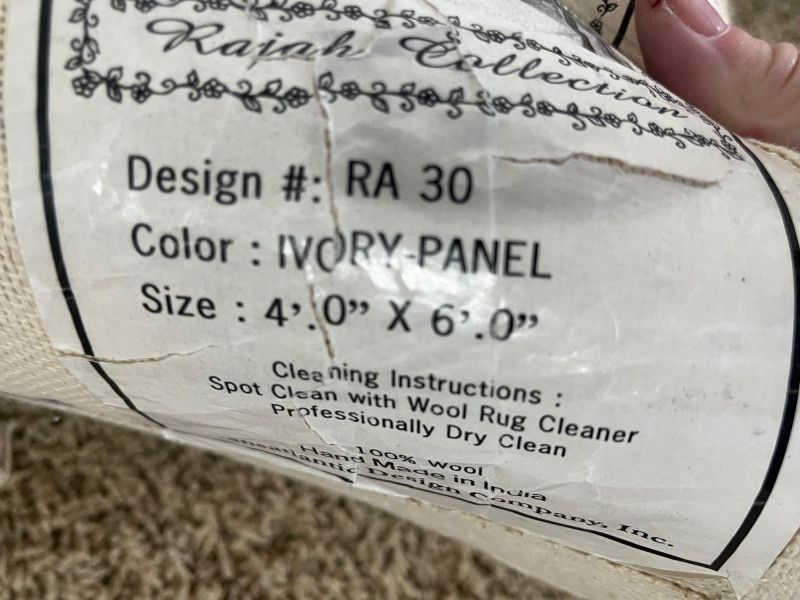 Rajah Collection
Design #: RA 30
Color : IVORY-PANEL
Size : 4'.0" X 6'.0"
Cleaning Instructions :
Spot Clean with Wool Rug Cleaner
Professionally Dry Clean
100% wool
Hand Made in India
Design Company, Inc.